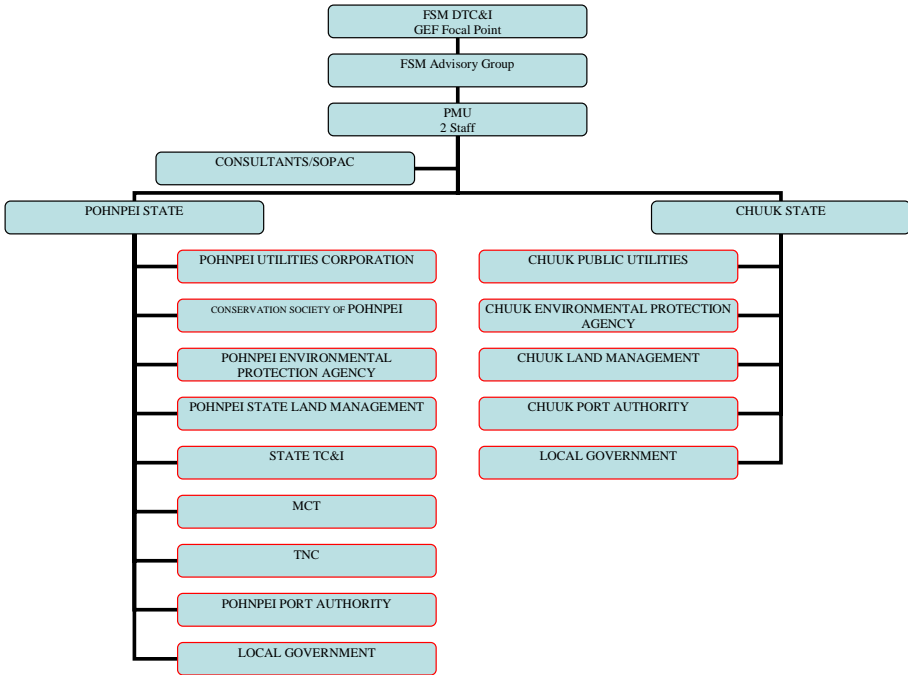 FSM DTC&I
GEF Focal Point
FSM Advisory Group
PMU
2 Staff
CONSULTANTS/SOPAC
POHNPEI STATE
CHUUK STATE
POHNPEI UTILITIES CORPORATION
CONSERVATION SOCIETY OF POHNPEI
POHNPEI ENVIRONMENTAL
PROTECTION AGENCY
POHNPEI STATE LAND MANAGEMENT
STATE TC&I
MCT
TNC
POHNPEI PORT AUTHORITY
LOCAL GOVERNMENT
CHUUK PUBLIC UTILITIES
CHUUK ENVIRONMENTAL PROTECTION
AGENCY
CHUUK LAND MANAGEMENT
CHUUK PORT AUTHORITY
LOCAL GOVERNMENT